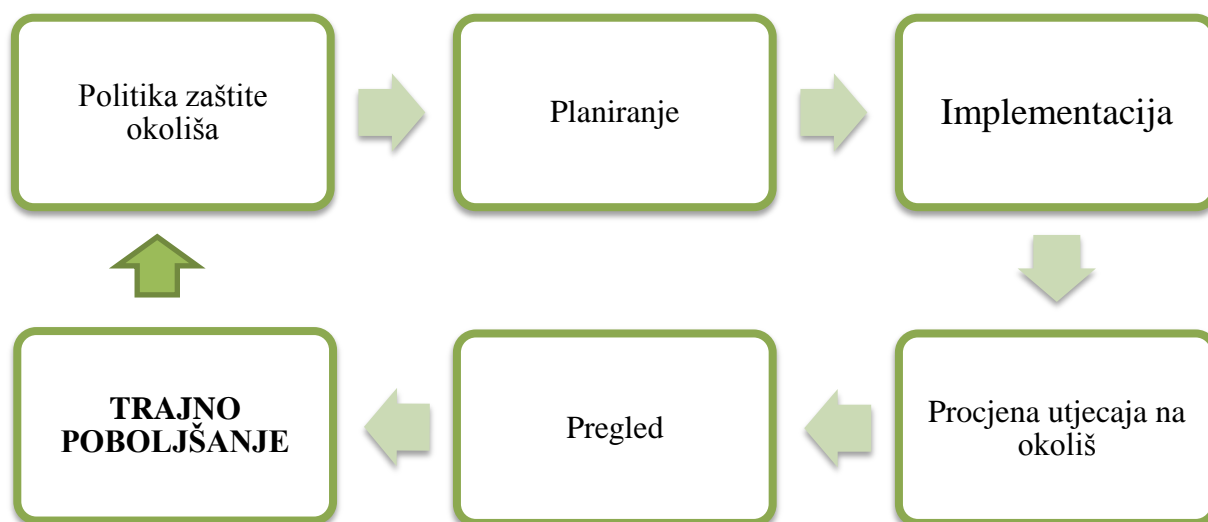 Politika zaštite
okoliša
Planiranje
Implementacija
TRAJNO
POBOLJŠANJE
Pregled
Procjena utjecaja na
okoliš